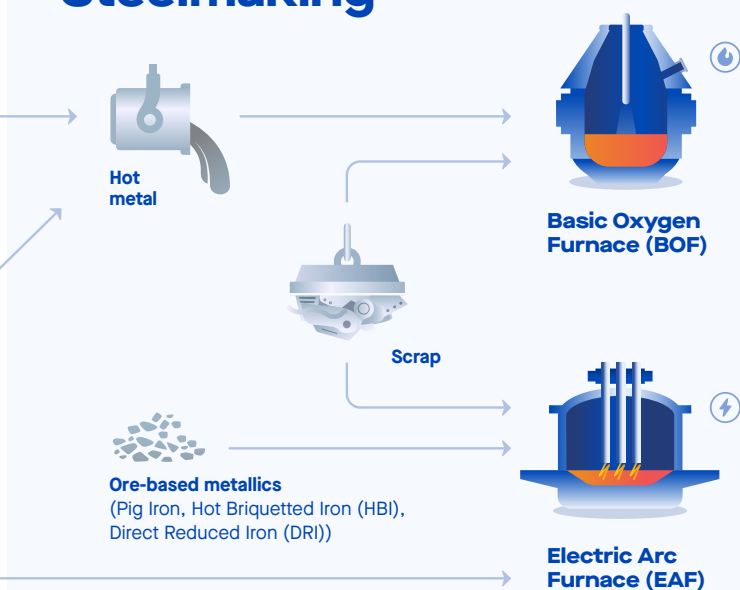 Steelmaking
Hot
metal
Basic Oxygen
Furnace (BOF)
Scrap
Ore-based metallics
(Pig Iron, Hot Briquetted Iron (HBI),
Direct Reduced Iron (DRI))
Electric Arc
Furnace (EAF)